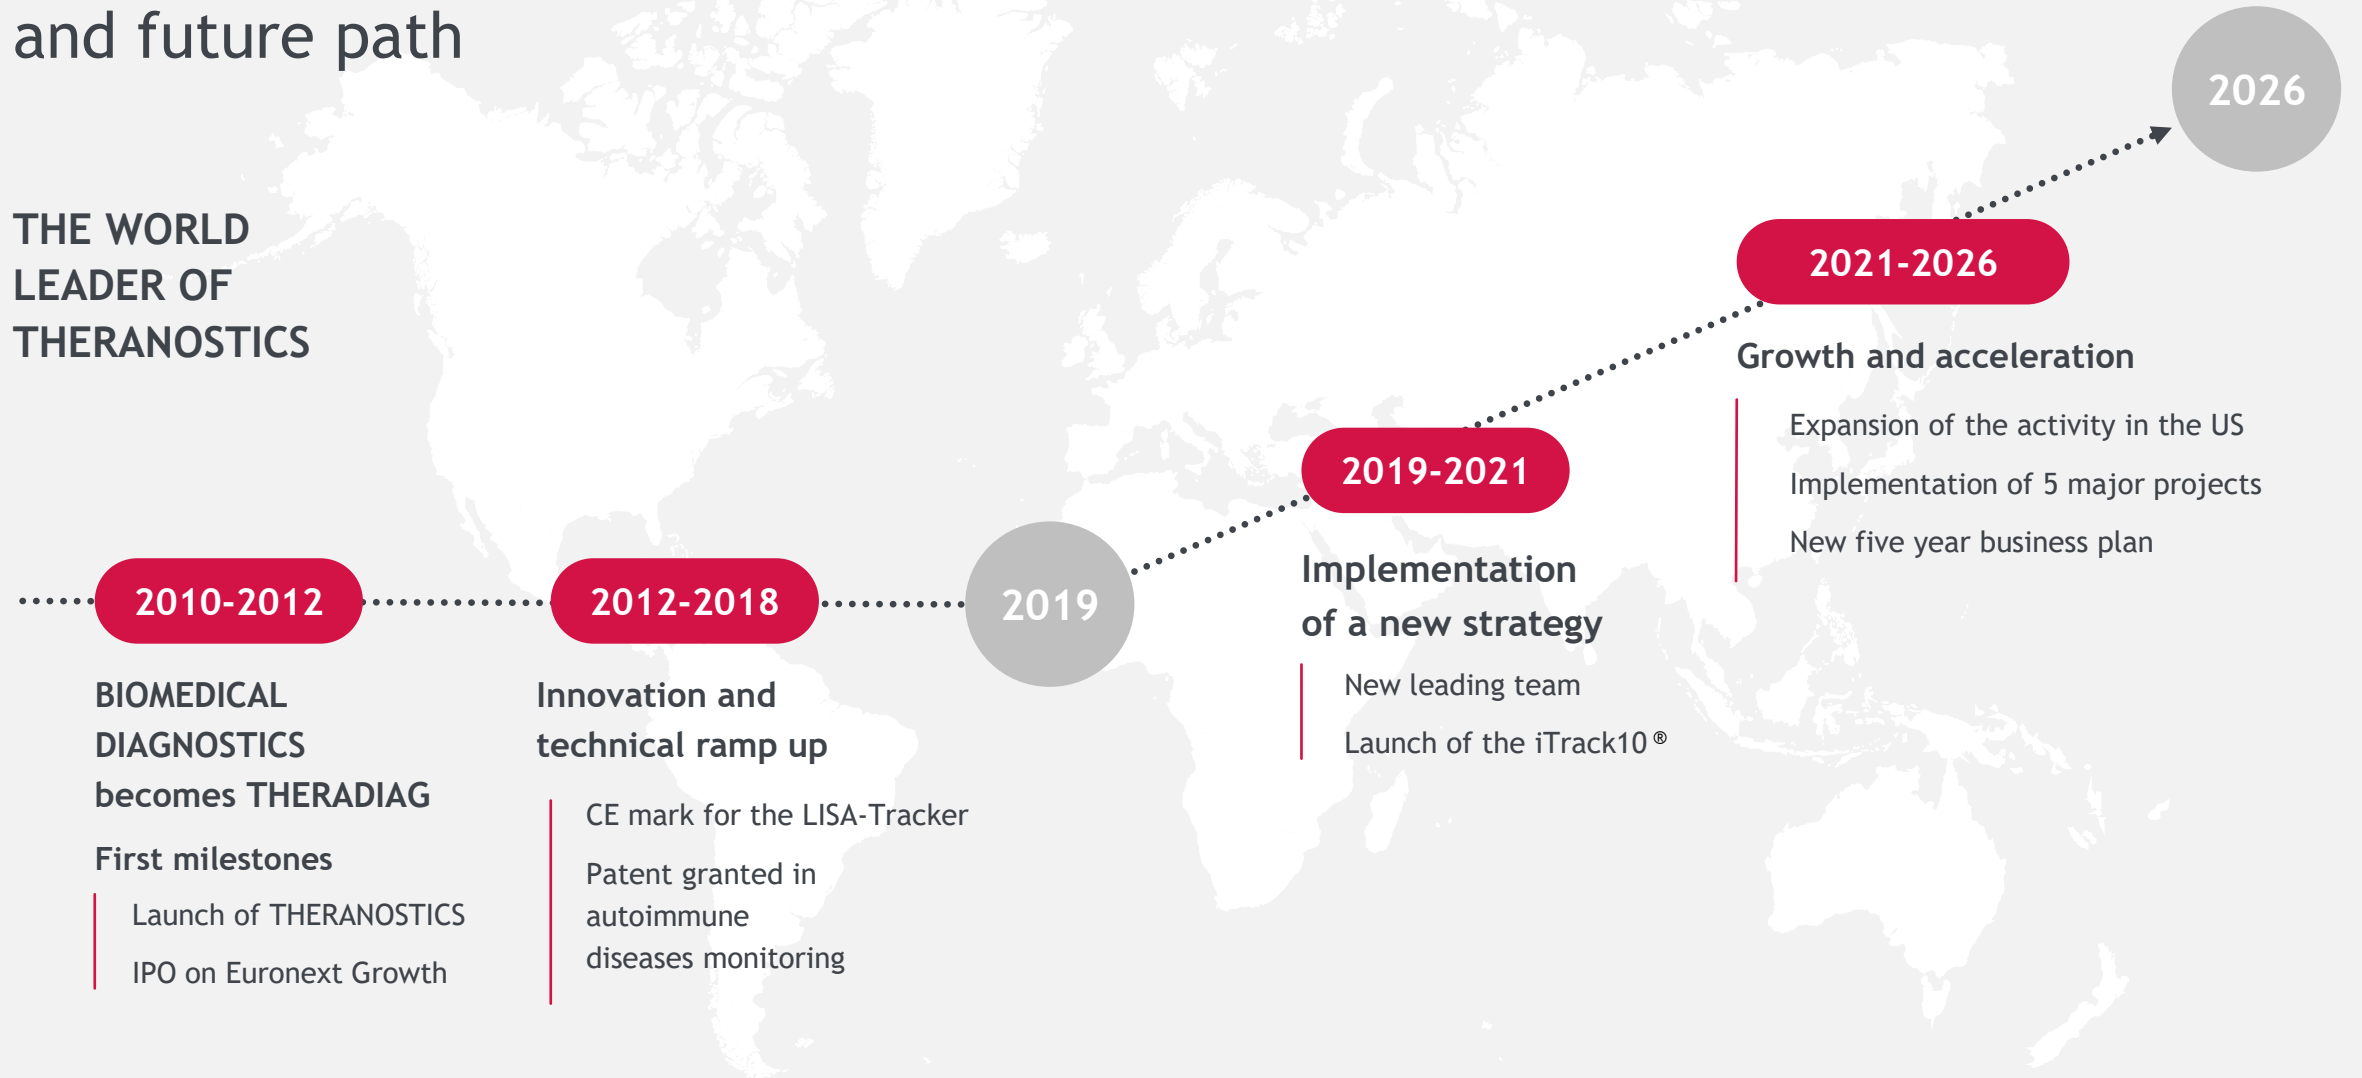 and future path
THE WORLD
LEADER OF
THERANOSTICS
2010-2012
BIOMEDICAL
DIAGNOSTICS
becomes THERADIAG
First milestones
Launch of THERANOSTICS
IPO on Euronext Growth
2012-2018
Innovation and
technical ramp up
CE mark for the LISA-Tracker
Patent granted in
autoimmune
diseases monitoring
2019
2019-2021
Implementation
of a new strategy
New leading team
Launch of the iTrack10®
2021-2026
Growth and acceleration
Expansion of the activity in the US
Implementation of 5 major projects
New five year business plan
2026